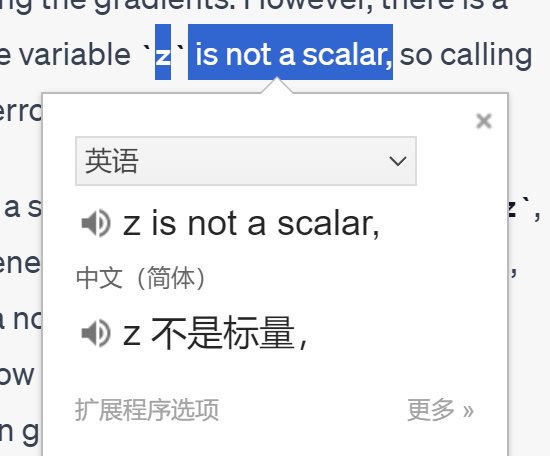 ng the gradients. However, there is a
e variable `z` is not a scalar, so calling
erro
英语
a s
z`,
z is not a scalar,
ene
,
中文（简体）
a no
z 不是标量，
ow
扩展程序选项
更多 »
n g